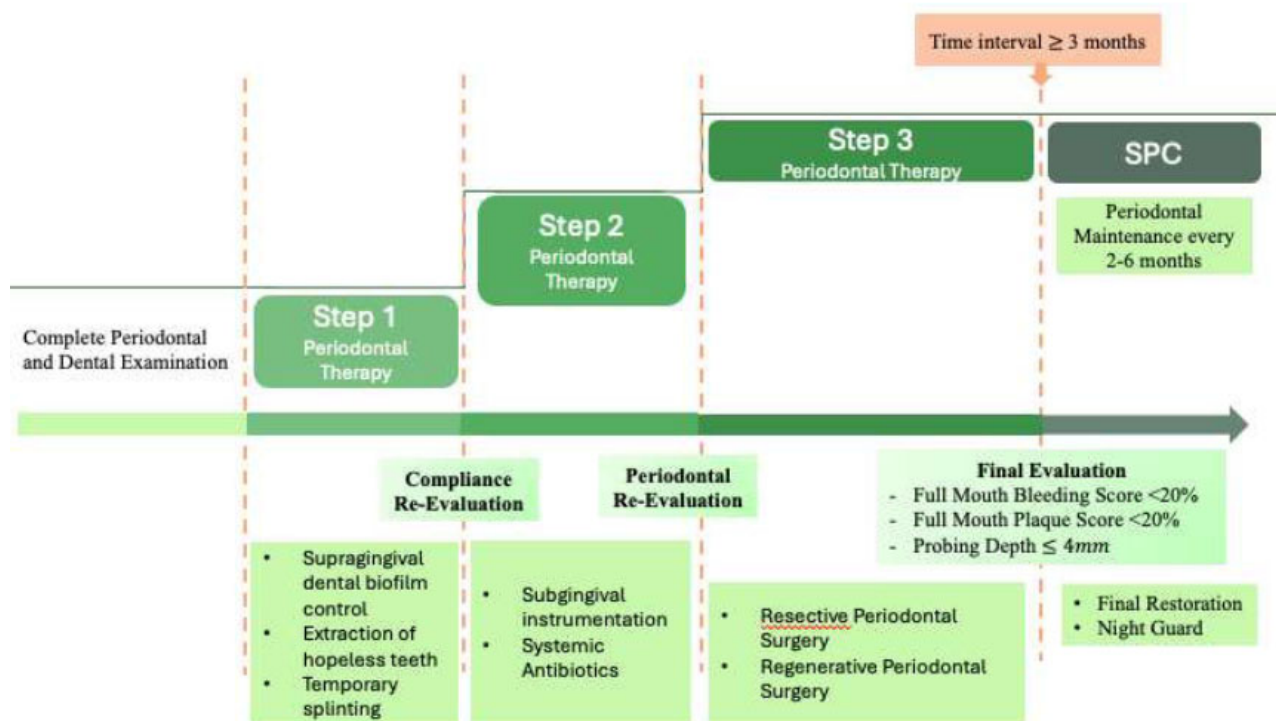 Time interval ≥ 3 months
Step 3
Periodontal Therapy
SPC
Step 2
Periodontal
Therapy
Periodontal
Maintenance every
2-6 months
Step 1
Periodontal
Therapy
Complete Periodontal
and Dental Examination
Compliance
Re-Evaluation
Periodontal
Re-Evaluation
Final Evaluation
- Full Mouth Bleeding Score <20%
- Full Mouth Plaque Score <20%
- Probing Depth ≤ 4mm
• Supragingival
dental biofilm
control
• Extraction of
hopeless teeth
• Temporary
splinting
• Subgingival
instrumentation
• Systemic
Antibiotics
• Resective Periodontal
Surgery
• Regenerative Periodontal
Surgery
• Final Restoration
• Night Guard